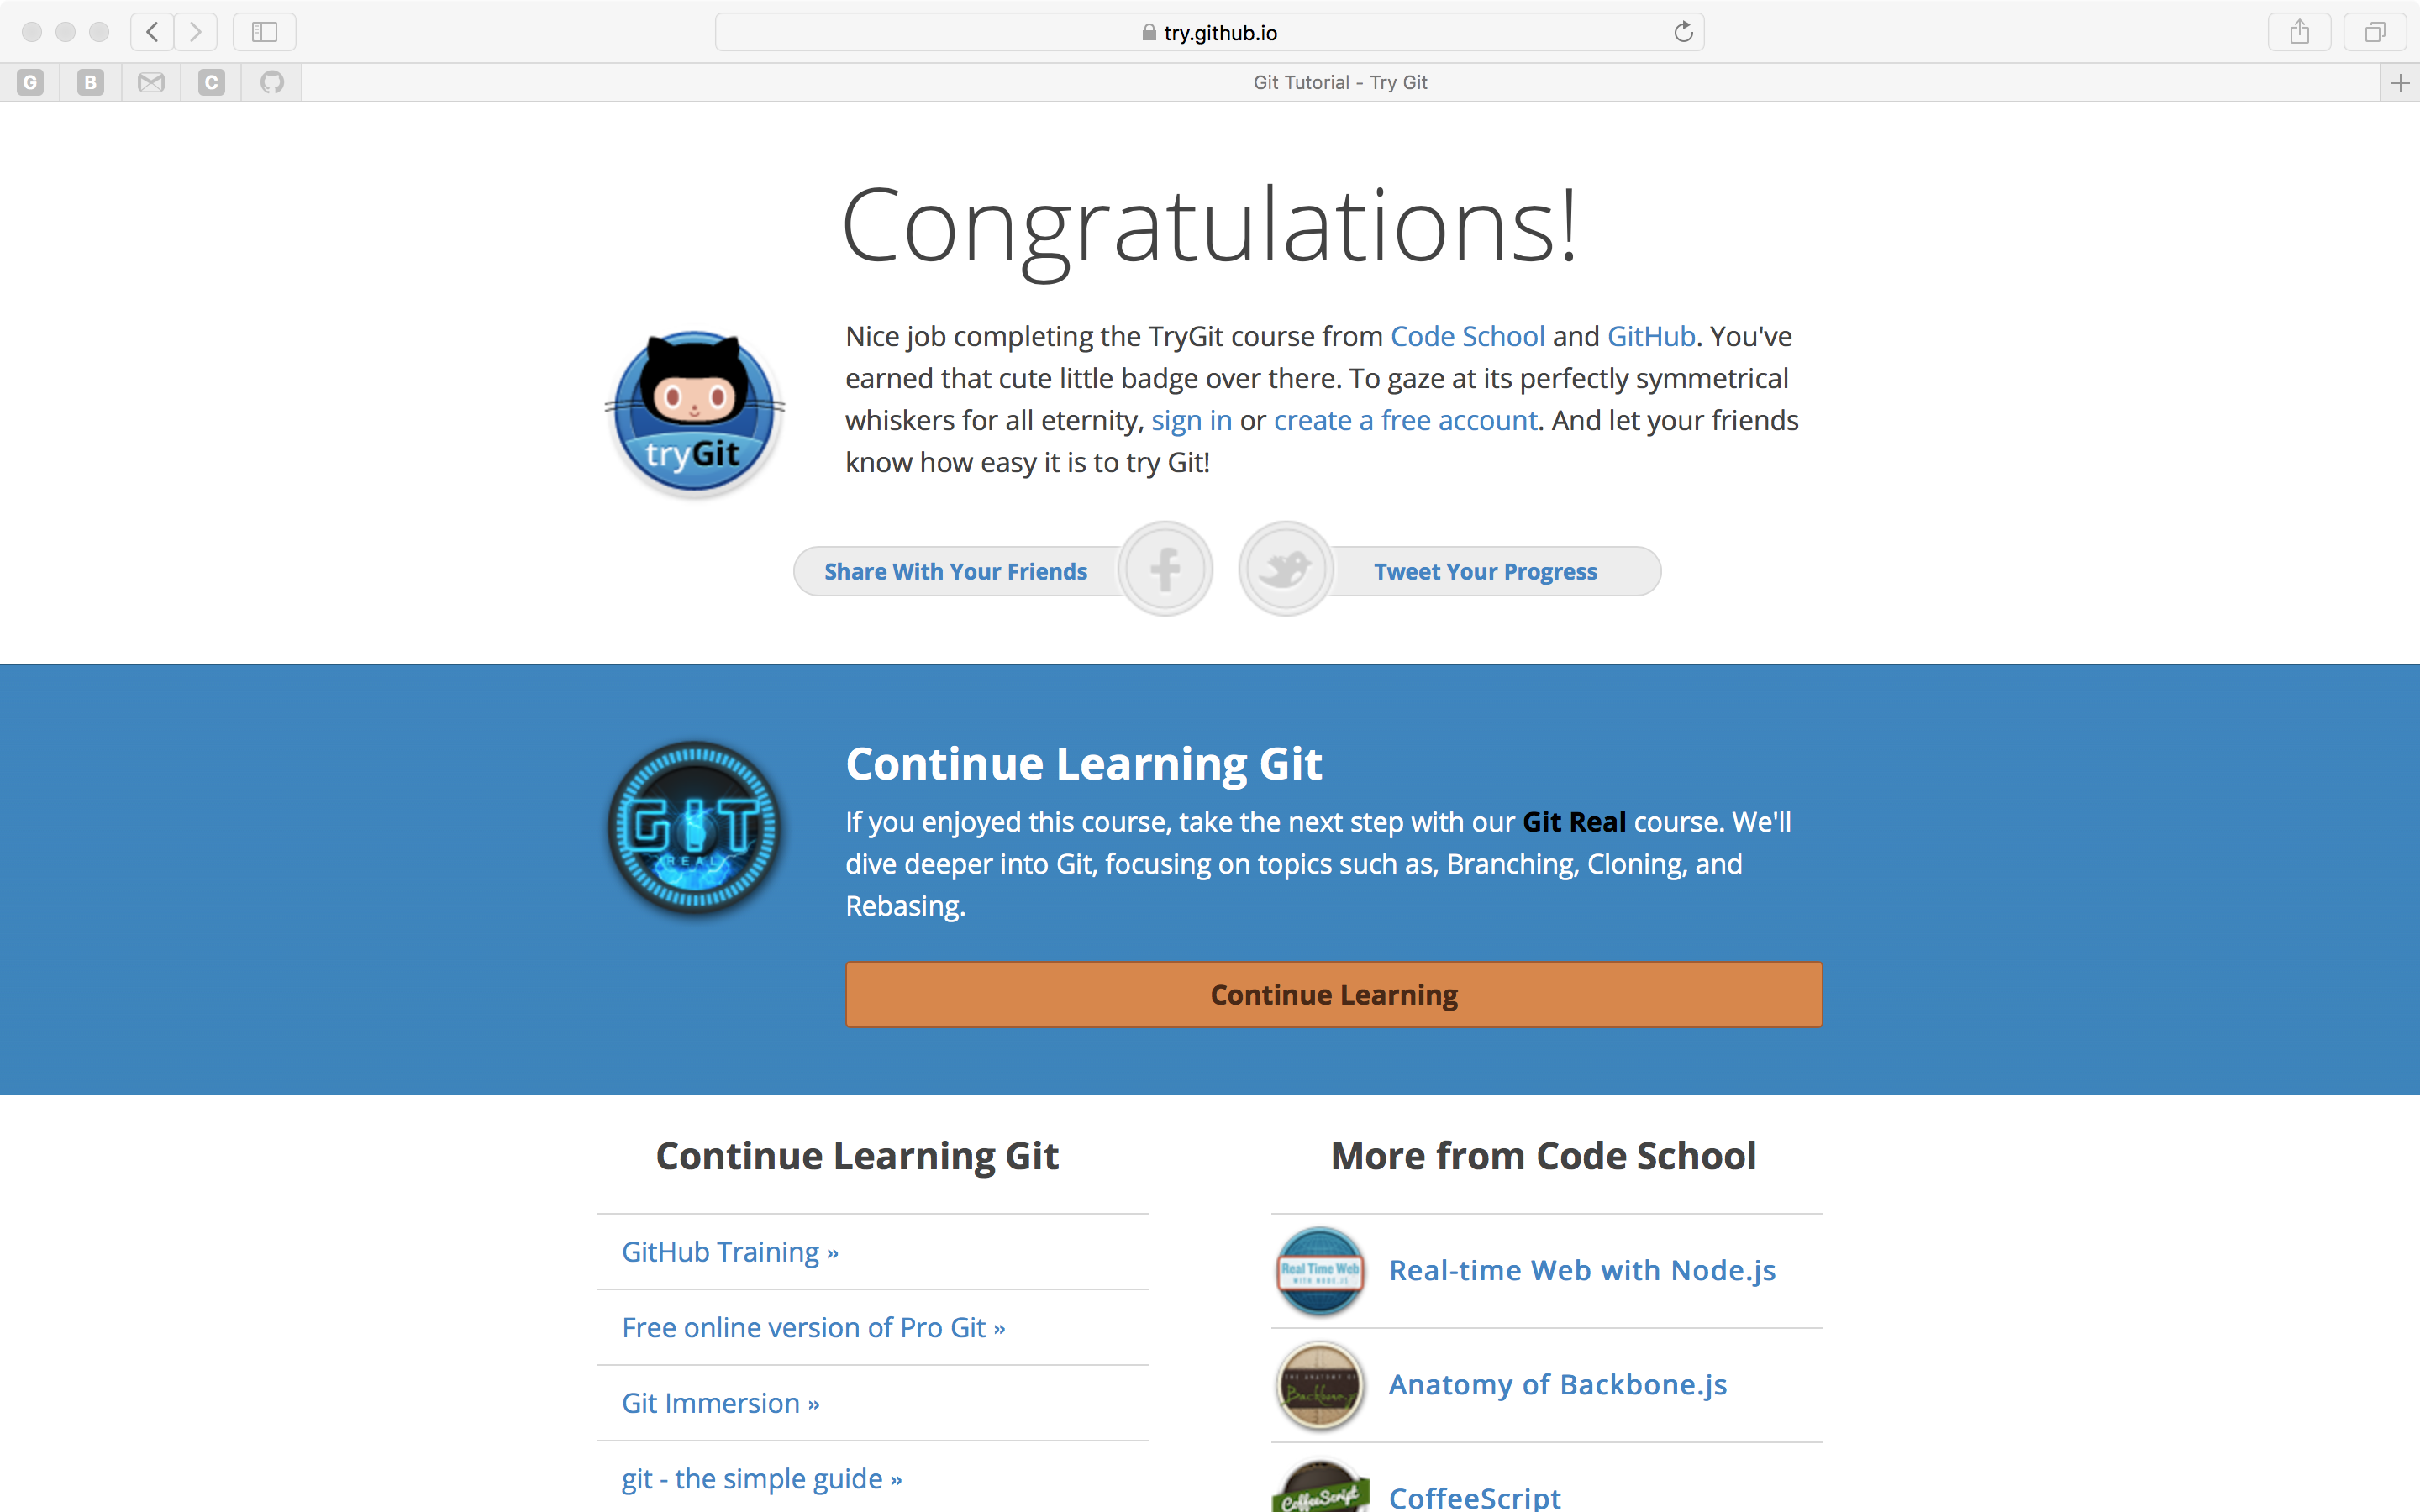 try.github.io
G B C
Git Tutorial - Try Git
Congratulations!
Nice job completing the TryGit course from Code School and GitHub. You've
earned that cute little badge over there. To gaze at its perfectly symmetrical
whiskers for all eternity, sign in or create a free account. And let your friends
know how easy it is to try Git!
tryGit
Share With Your Friends
Tweet Your Progress
GIT
REAL
Continue Learning Git
If you enjoyed this course, take the next step with our Git Real course. We'll
dive deeper into Git, focusing on topics such as, Branching, Cloning, and
Rebasing.
Continue Learning
Continue Learning Git
GitHub Training »
Free online version of Pro Git »
Git Immersion »
git - the simple guide »
More from Code School
Real Time Web
WITH NODE.JS
Real-time Web with Node.js
THE ANATOMY OF
Backbone.js
Anatomy of Backbone.js
CoffeeScript
CoffeeScript